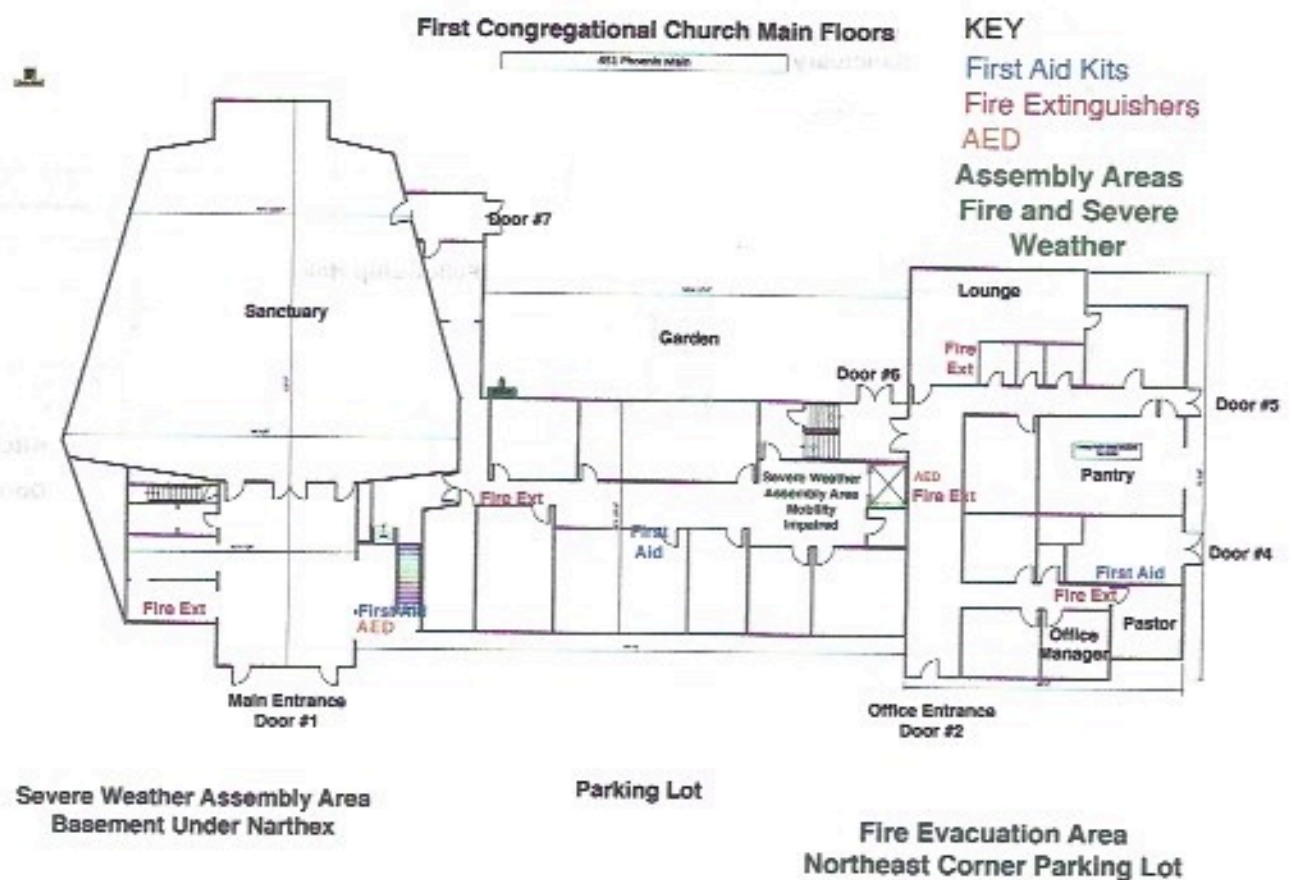 First Congregational Church Main Floors
451 Phoenix Main
KEY
First Aid Kits
Fire Extinguishers
AED
Assembly Areas
Fire and Severe
Weather
Door #7
Sanctuary
Garden
Lounge
Fire
Ext
Door #6
Door #5
Pantry
Severe Weather
Assembly Area
Mobility
Impaired
AED
Fire Ext
Fire Ext
First
Aid
Door #4
First Aid
Fire Ext
Pastor
Office
Manager
Fire Ext
First Aid
AED
Main Entrance
Door #1
Office Entrance
Door #2
Parking Lot
Severe Weather Assembly Area
Basement Under Narthex
Fire Evacuation Area
Northeast Corner Parking Lot